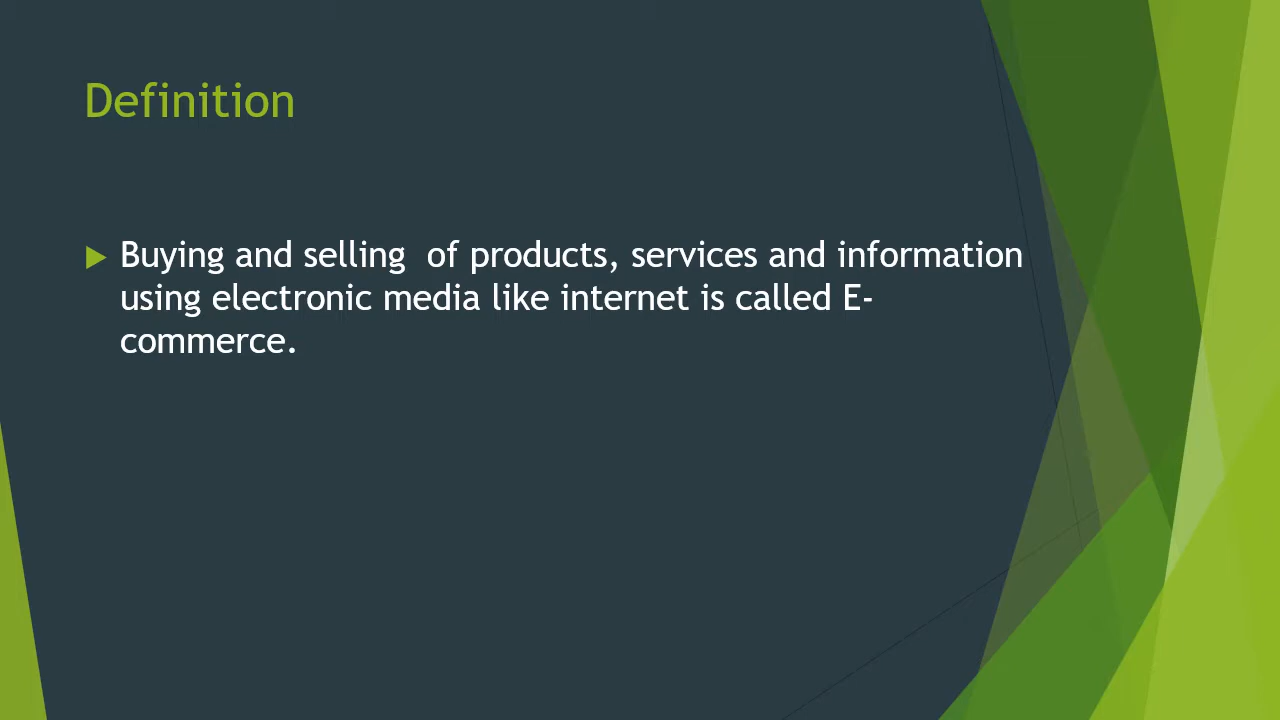 Definition
Buying and selling  of products, services and information
using electronic media like internet is called E-
commerce.